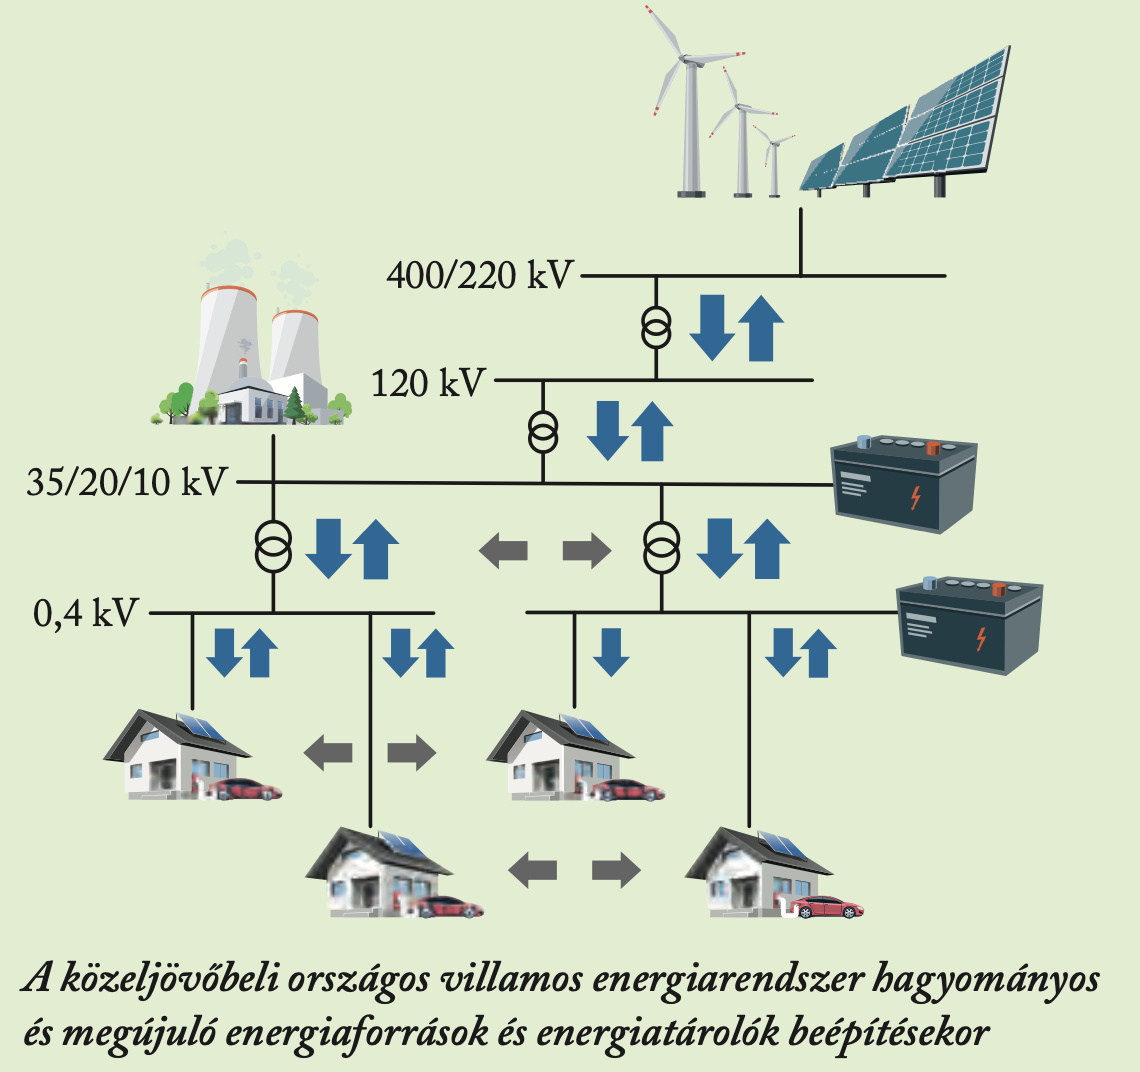 400/220 kV
120 kV
35/20/10 kV
0,4 kV
A közeljövőbeli országos villamos energiarendszer hagyományos
és megújuló energiaforrások és energiatárolók beépítésekor